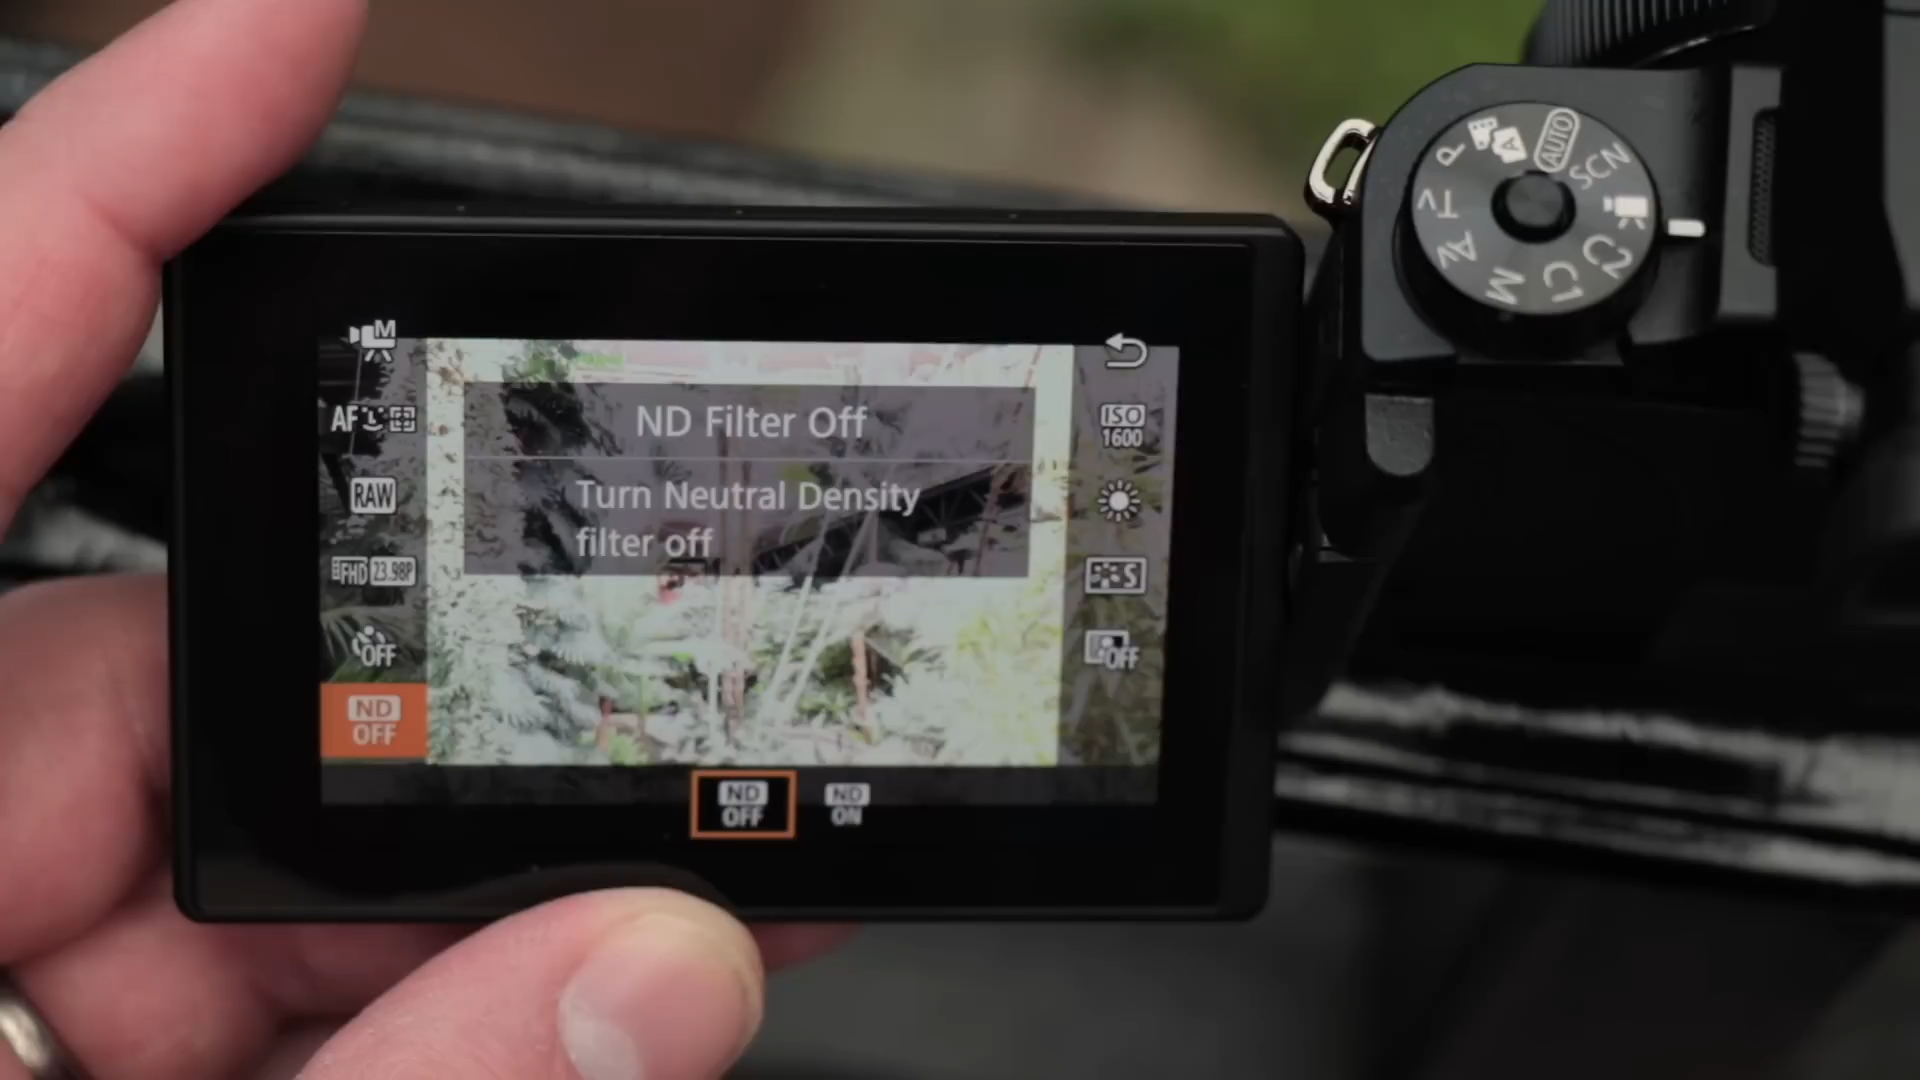 AUTO
SCN
P
A
Tv
Av
M
C1
C2
M
AF
RAW
FHD 23.98P
OFF
ND
OFF
ND Filter Off
Turn Neutral Density
filter off
ISO
1600
S
OFF
ND
OFF
ND
ON